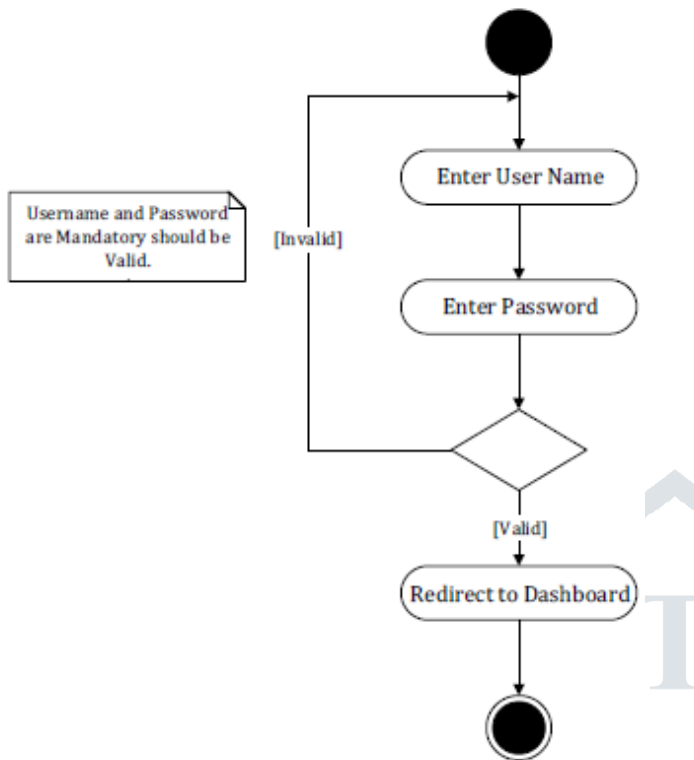 Enter User Name
Username and Password
are Mandatory should be
Valid.
[Invalid]
Enter Password
[Valid]
Redirect to Dashboard